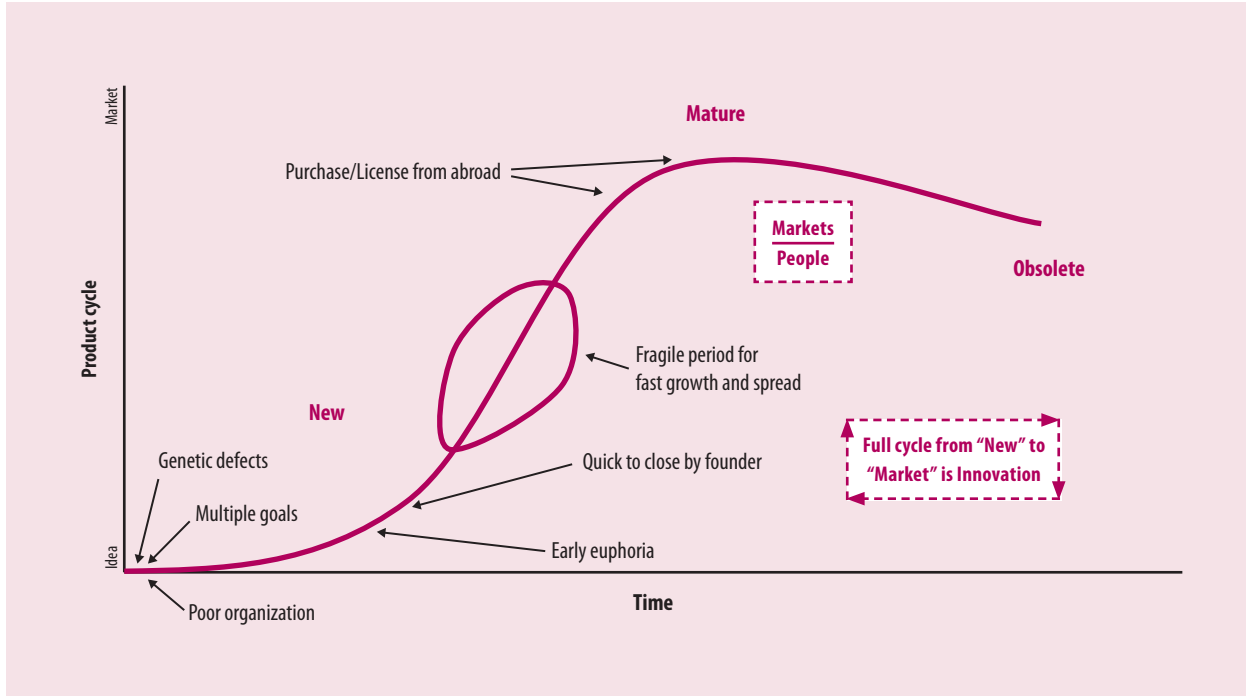 Market
Mature
Purchase/License from abroad
Markets
People
Obsolete
Product cycle
Fragile period for
fast growth and spread
New
Full cycle from “New” to
“Market” is Innovation
Genetic defects
Quick to close by founder
Multiple goals
Early euphoria
Idea
Time
Poor organization